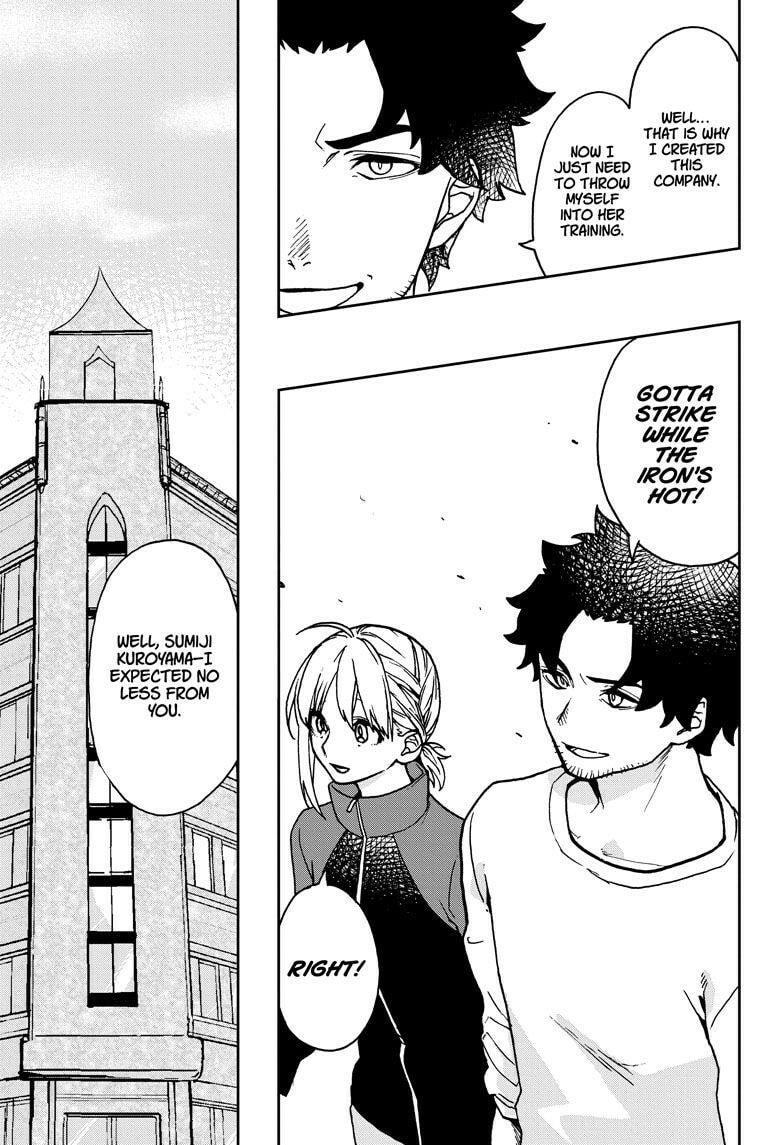 WELL...
THAT IS WHY
I CREATED
THIS
COMPANY.
NOW I
JUST NEED
TO THROW
MYSELF
INTO HER
TRAINING.
GOTTA
STRIKE
WHILE
THE
IRON'S
HOT!
RIGHT!
WELL, SUMIJI
KUROYAMA—I
EXPECTED NO
LESS FROM
YOU.